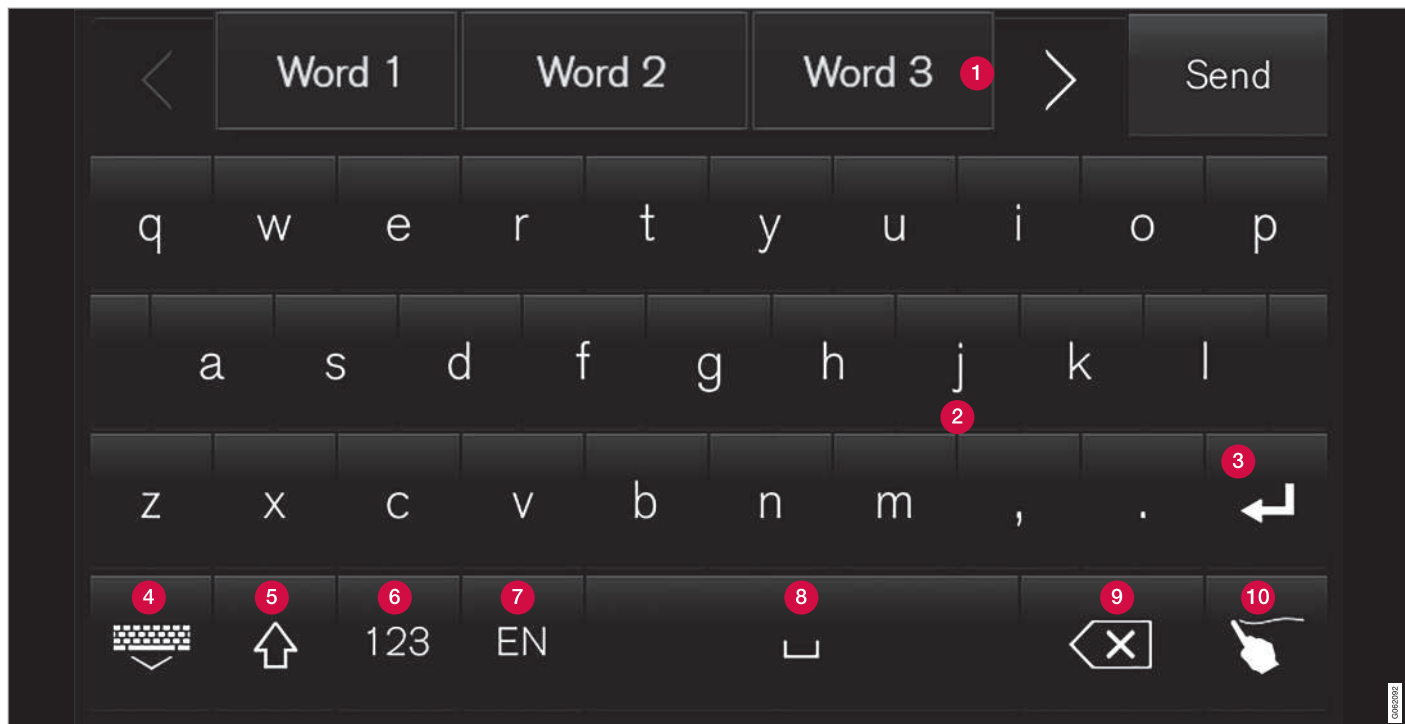 Word 1 Word 2 Word 3 1 Send
q w e r t y u i o p
a s d f g h j k l
2
3
z x c v b n m , .
4 5 6 7 8 9 10
123 EN
G062092